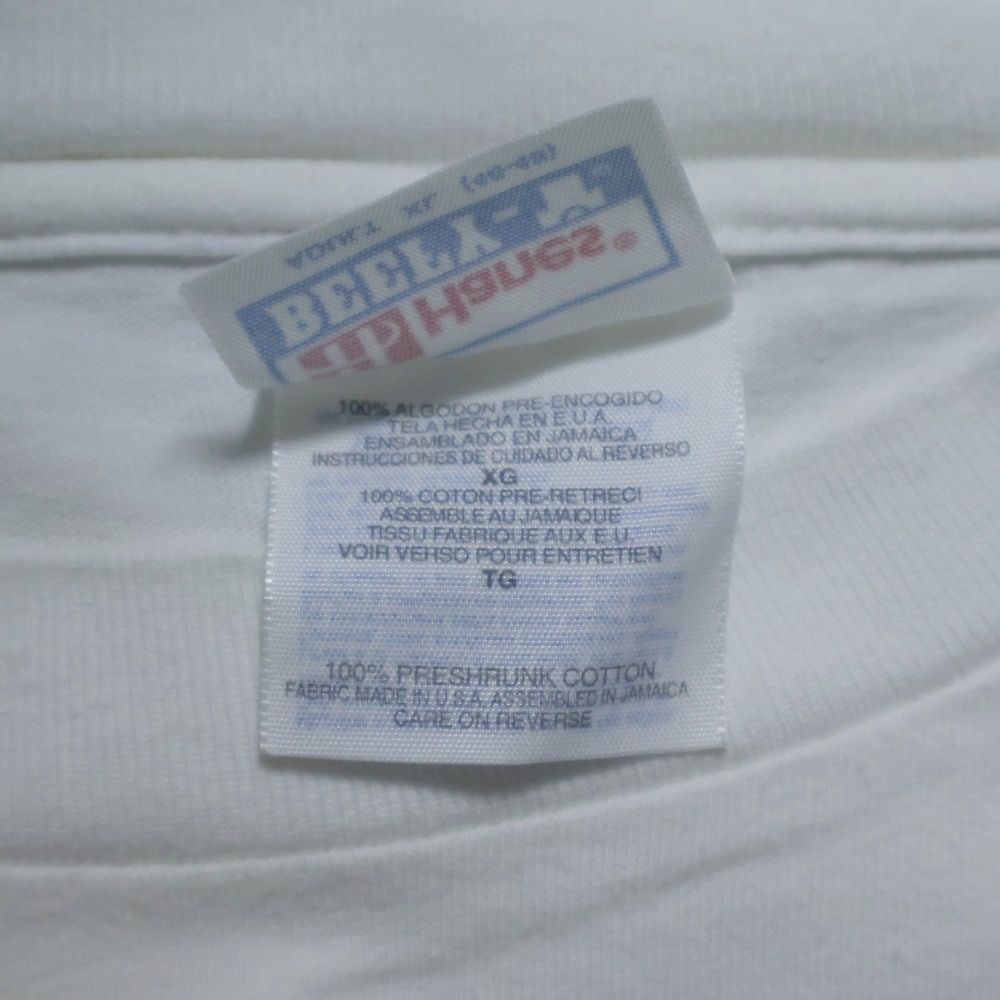 Hanes®
BEEFY-T
XL (46-48)
100% ALGODON PRE-ENCOGIDO
TELA HECHA EN E.U.A.
ENSAMBLADO EN JAMAICA
INSTRUCCIONES DE CUIDADO AL REVERSO
XG
100% COTON PRE-RETRECI
ASSEMBLE AU JAMAIQUE
TISSU FABRIQUE AUX E.U.
VOIR VERSO POUR ENTRETIEN
TG
100% PRESHRUNK COTTON
FABRIC MADE IN U.S.A. ASSEMBLED IN JAMAICA
CARE ON REVERSE